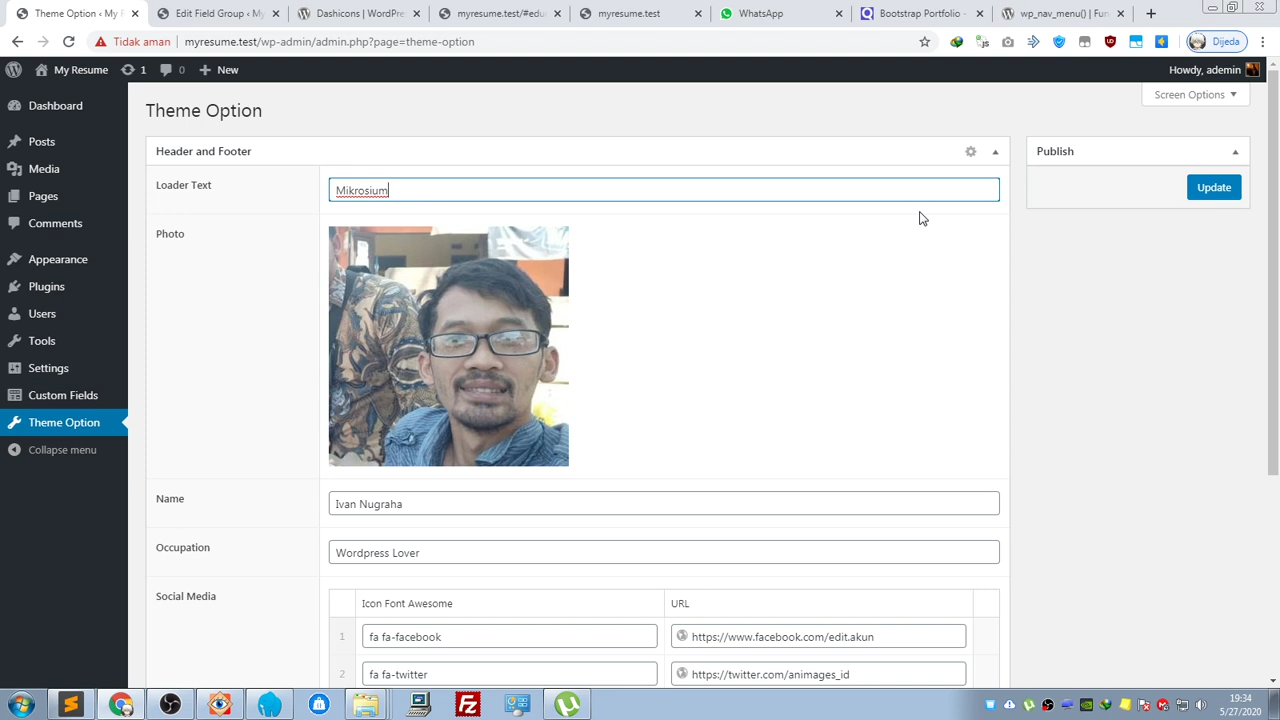 Theme Option < My F
Edit Field Group < My
Dashicons | WordPres
myresume.test/#edu
myresume.test
WhatsApp
Bootstrap Portfolio -
wp_nav_menu() | Fun
Tidak aman
myresume.test/wp-admin/admin.php?page=theme-option
Dijeda
My Resume
1
0
New
Howdy, ademin
Screen Options
Dashboard
Posts
Media
Pages
Comments
Appearance
Plugins
Users
Tools
Settings
Custom Fields
Theme Option
Collapse menu
Theme Option
Header and Footer
Loader Text
Mikrosium
Photo
Name
Ivan Nugraha
Occupation
Wordpress Lover
Social Media
Icon Font Awesome
URL
1
fa fa-facebook
https://www.facebook.com/edit.akun
2
fa fa-twitter
https://twitter.com/animages_id
Publish
Update
19:34
5/27/2020